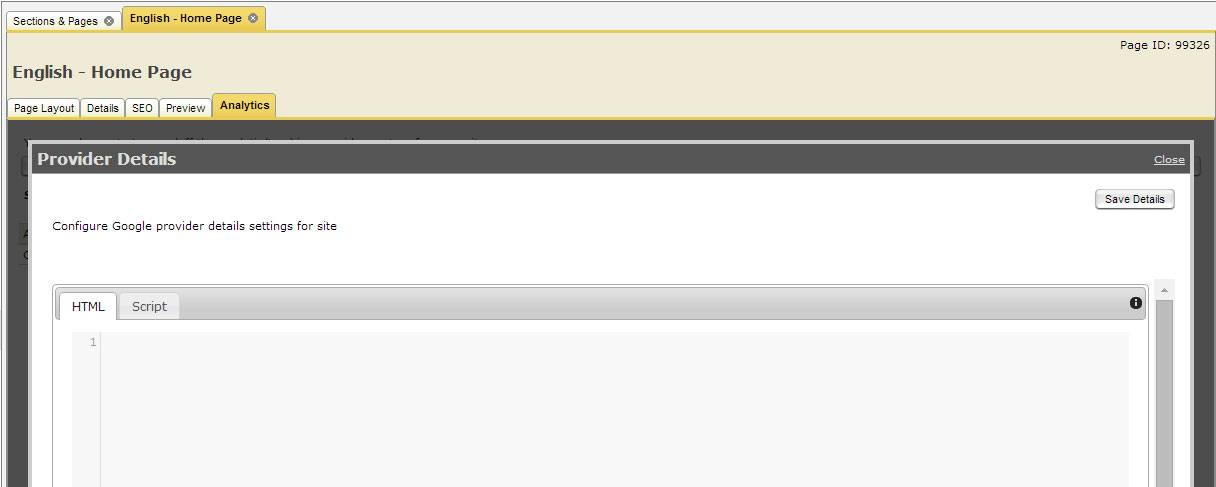 Sections & Pages
English - Home Page
Page ID: 99326
English - Home Page
Page Layout
Details
SEO
Preview
Analytics
Provider Details
Close
Save Details
Configure Google provider details settings for site
HTML
Script
1